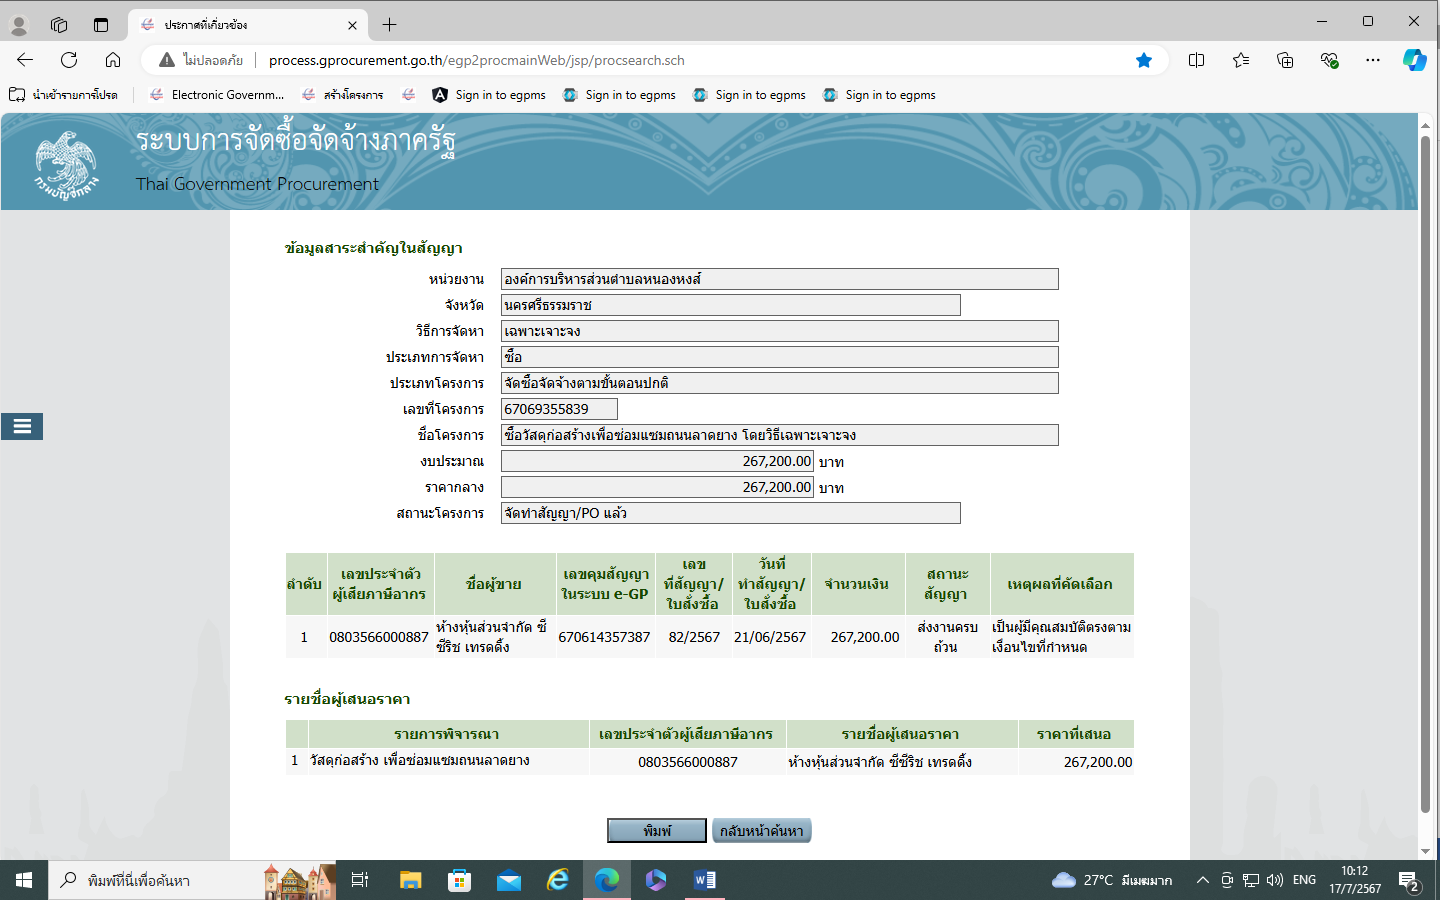 ประกาศที่เกี่ยวข้อง
ไม่ปลอดภัย process.gprocurement.go.th/egp2procmainWeb/jsp/procsearch.sch
นำเข้ารายการโปรด Electronic Governm... สร้างโครงการ Sign in to egpms Sign in to egpms Sign in to egpms Sign in to egpms
ระบบการจัดซื้อจัดจ้างภาครัฐ
Thai Government Procurement
กรมบัญชีกลาง
ข้อมูลสาระสำคัญในสัญญา
หน่วยงาน องค์การบริหารส่วนตำบลหนองหงส์
จังหวัด นครศรีธรรมราช
วิธีการจัดหา เฉพาะเจาะจง
ประเภทการจัดหา ซื้อ
ประเภทโครงการ จัดซื้อจัดจ้างตามขั้นตอนปกติ
เลขที่โครงการ 67069355839
ชื่อโครงการ ซื้อวัสดุก่อสร้างเพื่อซ่อมแซมถนนลาดยาง โดยวิธีเฉพาะเจาะจง
งบประมาณ 267,200.00 บาท
ราคากลาง 267,200.00 บาท
สถานะโครงการ จัดทำสัญญา/PO แล้ว
ลำดับ เลขประจำตัวผู้เสียภาษีอากร ชื่อผู้ขาย เลขคุมสัญญาในระบบ e-GP เลขที่สัญญา/ใบสั่งซื้อ วันที่ทำสัญญา/ใบสั่งซื้อ จำนวนเงิน สถานะสัญญา เหตุผลที่คัดเลือก
1 0803566000887 ห้างหุ้นส่วนจำกัด ซีซีริช เทรดดิ้ง 670614357387 82/2567 21/06/2567 267,200.00 ส่งงานครบถ้วน เป็นผู้มีคุณสมบัติตรงตามเงื่อนไขที่กำหนด
รายชื่อผู้เสนอราคา
รายการพิจารณา เลขประจำตัวผู้เสียภาษีอากร รายชื่อผู้เสนอราคา ราคาที่เสนอ
1 วัสดุก่อสร้าง เพื่อซ่อมแซมถนนลาดยาง 0803566000887 ห้างหุ้นส่วนจำกัด ซีซีริช เทรดดิ้ง 267,200.00
พิมพ์ กลับหน้าค้นหา
พิมพ์ที่นี่เพื่อค้นหา 27°C มีเมฆมาก ENG 10:12
17/7/2567 2